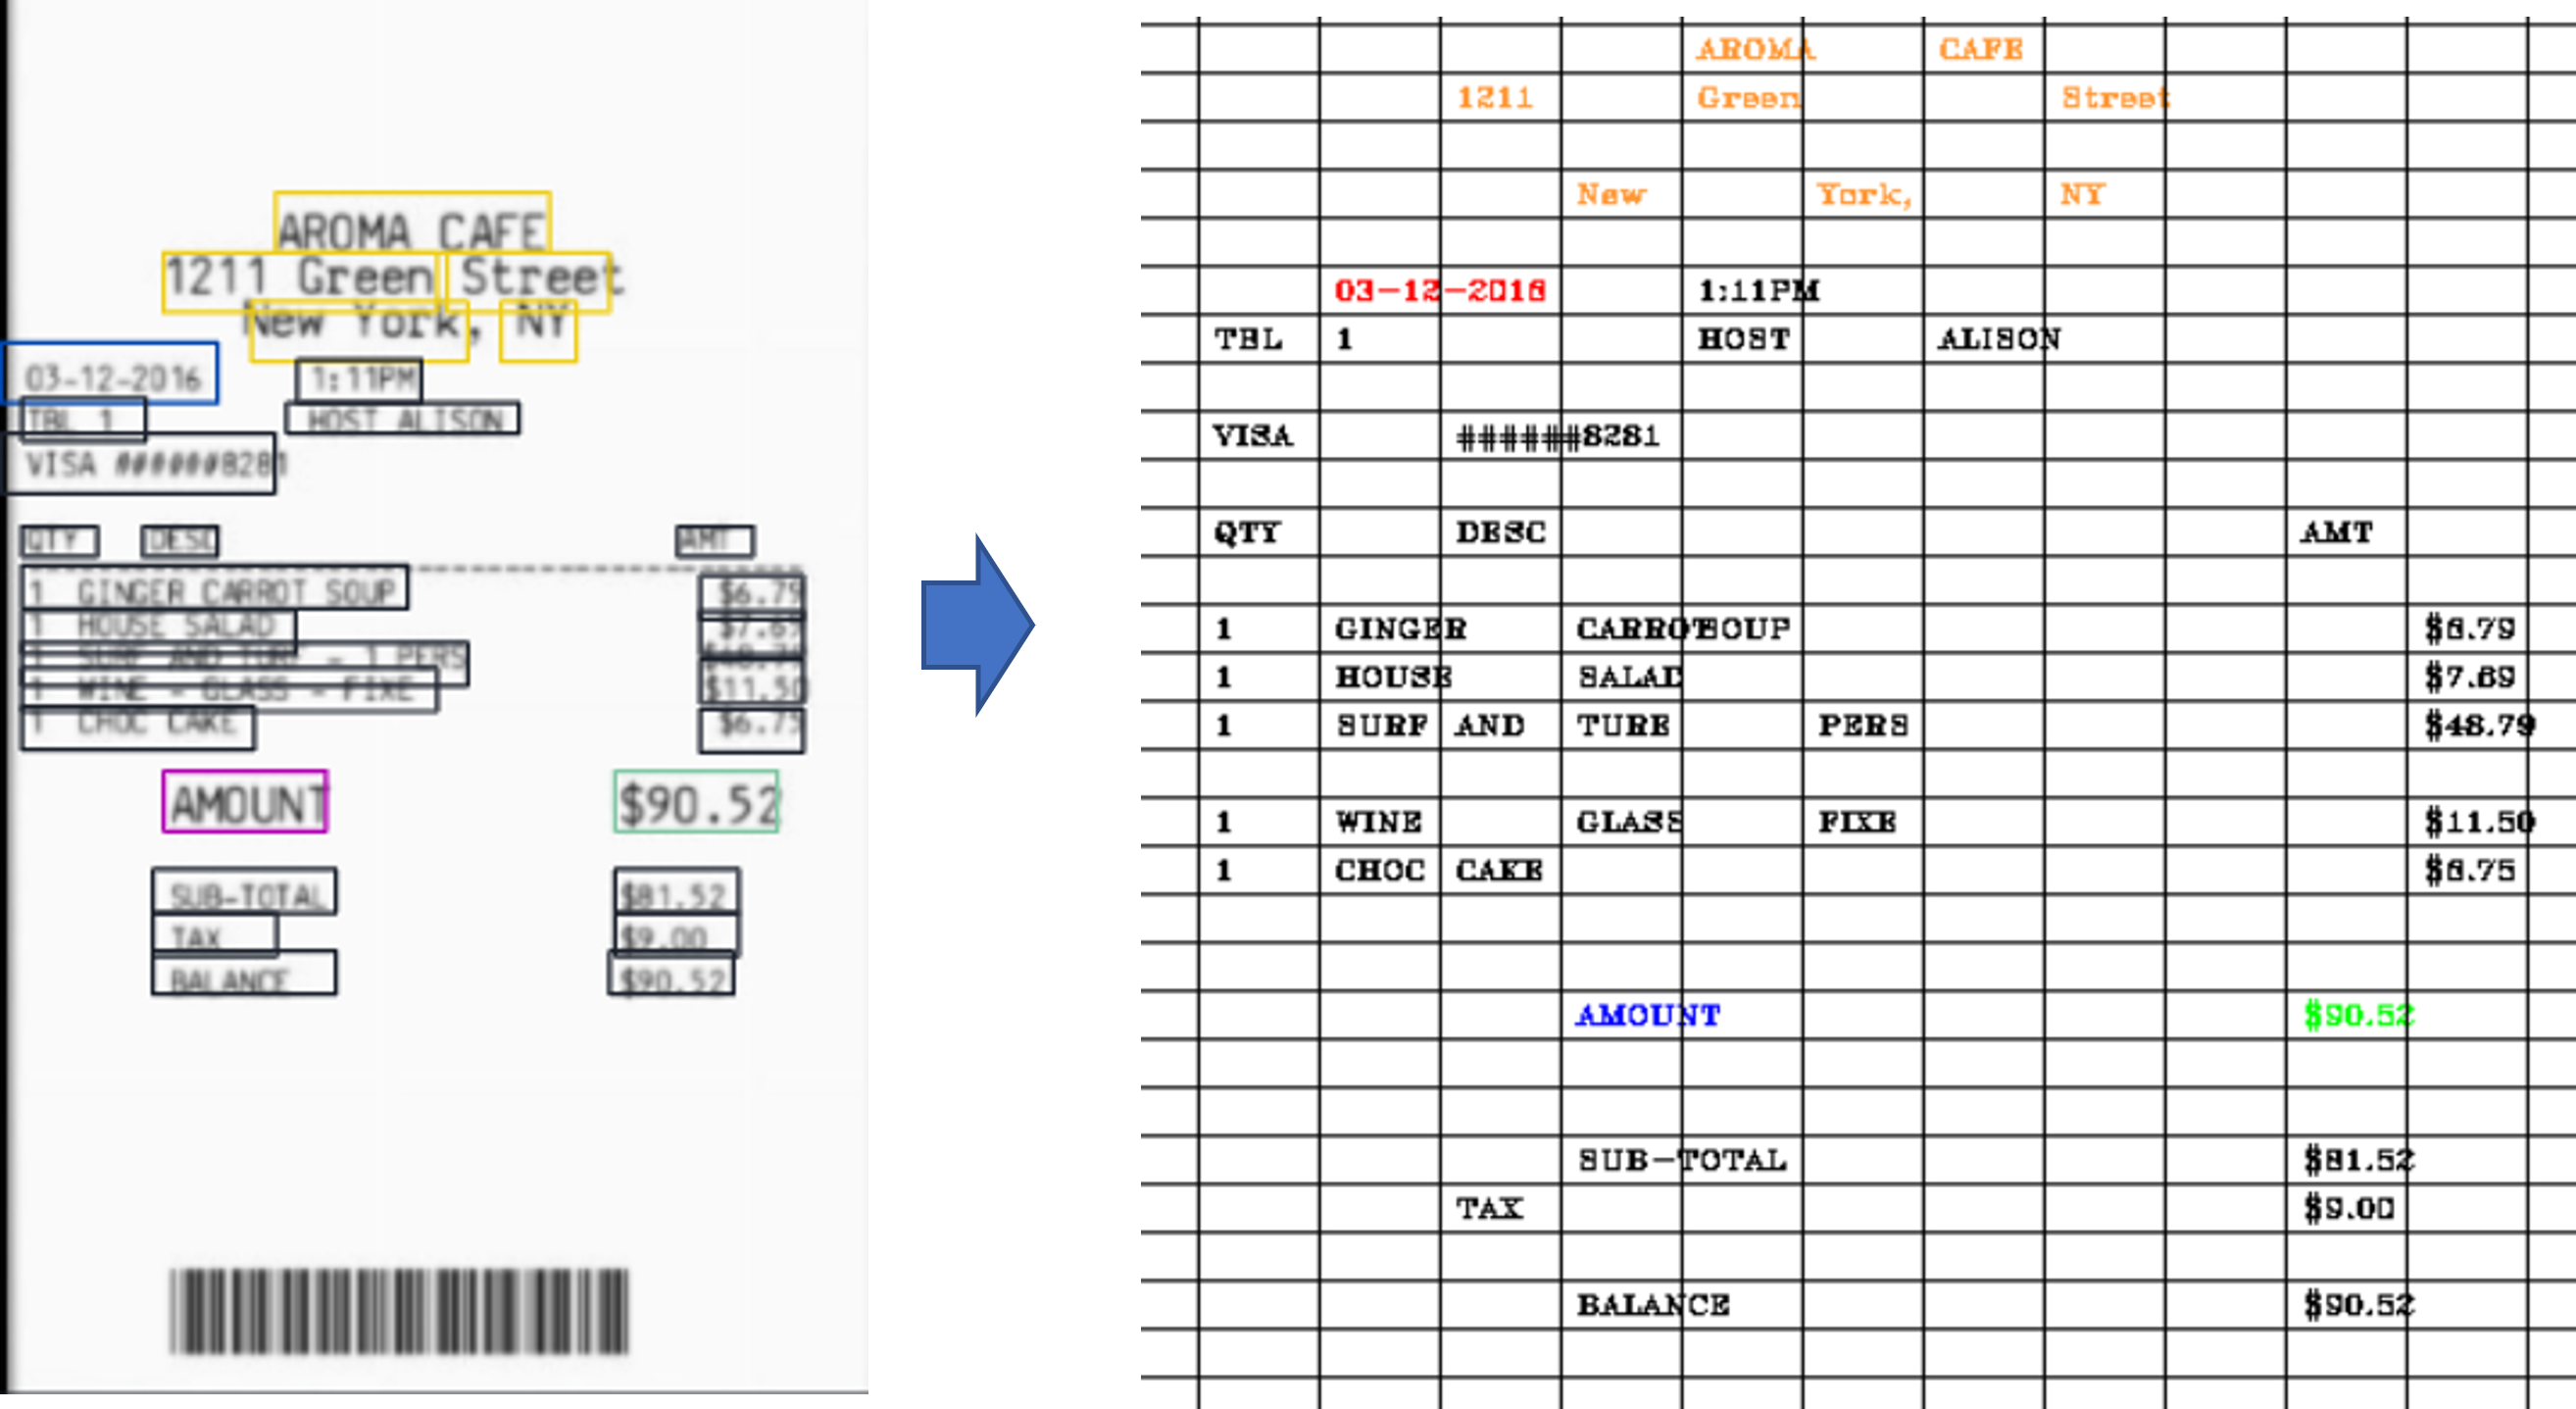 AROMA CAFE
1211 Green Street
New York, NY
03-12-2016 1:11PM
TBL 1 HOST ALISON
VISA ######8281
QTY DESC AMT
1 GINGER CARROT SOUP $6.79
1 HOUSE SALAD $7.69
1 SURF AND TURF - 1 PERS $48.79
1 WINE - GLASS - FIXE $11.50
1 CHOC CAKE $6.75
AMOUNT $90.52
SUB-TOTAL $81.52
TAX $9.00
BALANCE $90.52
AROMA CAFE
1211 Green Street
New York, NY
03-12-2016 1:11PM
TBL 1 HOST ALISON
VISA ######8281
QTY DESC AMT
1 GINGER CARROT SOUP $6.79
1 HOUSE SALAD $7.69
1 SURF AND TURF PERS $48.79
1 WINE GLASS FIXE $11.50
1 CHOC CAKE $6.75
AMOUNT $90.52
SUB-TOTAL $81.52
TAX $9.00
BALANCE $90.52